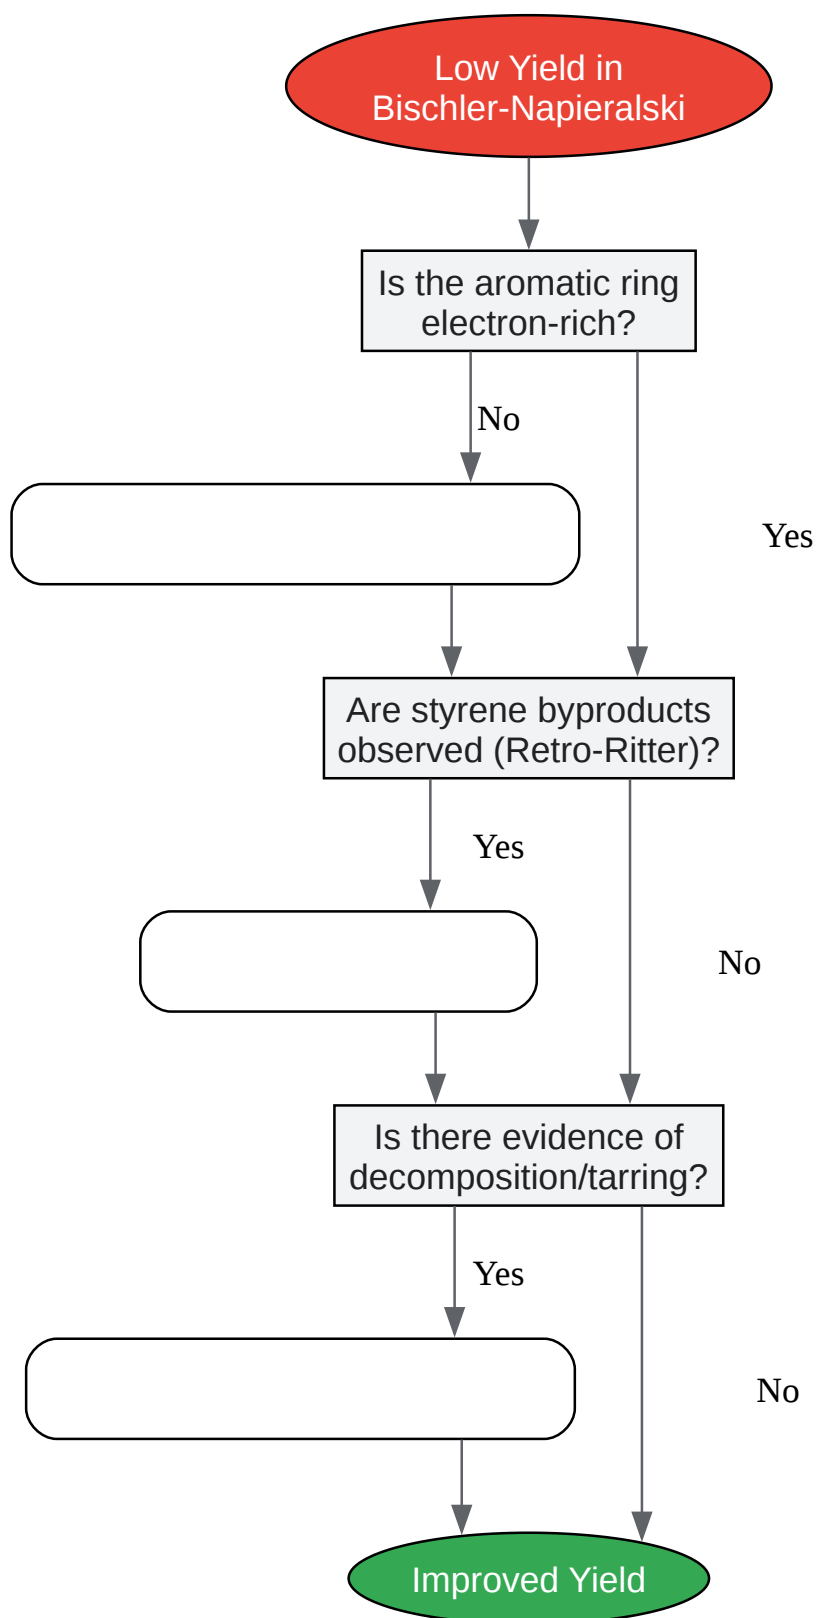 Low Yield in
Bischler-Napieralski
Is the aromatic ring
electron-rich?
No
Yes
Are styrene byproducts
observed (Retro-Ritter)?
Yes
No
Is there evidence of
decomposition/tarring?
Yes
No
Improved Yield